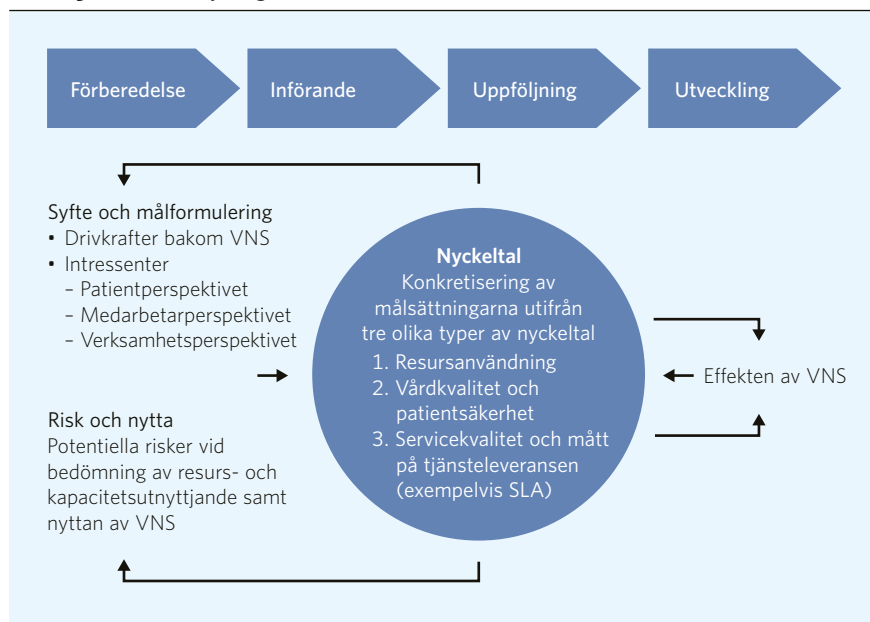 Förberedelse
Införande
Uppföljning
Utveckling
Syfte och målformulering
• Drivkrafter bakom VNS
• Intressenter
– Patientperspektivet
– Medarbetarperspektivet
– Verksamhetsperspektivet
Risk och nytta
Potentiella risker vid
bedömning av resurs- och
kapacitetsutnyttjande samt
nyttan av VNS
Nyckeltal
Konkretisering av
målsättningarna utifrån
tre olika typer av nyckeltal
1. Resursanvändning
2. Vårdkvalitet och
patientsäkerhet
3. Servicekvalitet och mått
på tjänsteleveransen
(exempelvis SLA)
Effekten av VNS